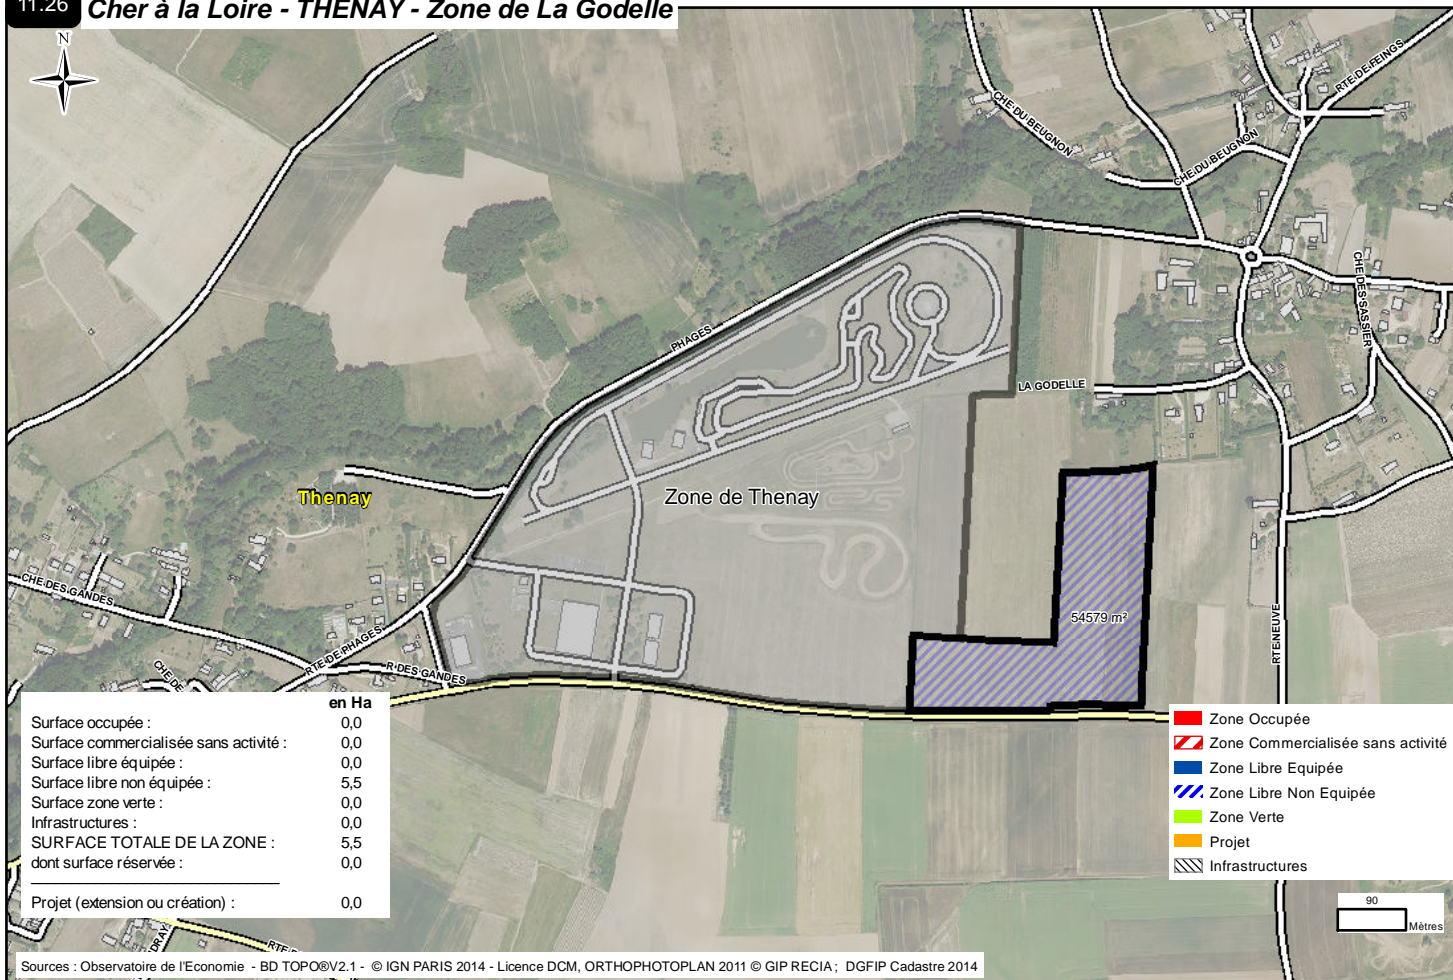 11.26 Cher à la Loire - THENAY - Zone de La Godelle
N
RTE DE FEINGS
CHE DU BEUGNON
CHE DU BEUGNON
CHE DES SASSIER
PHAGES
LA GODELLE
Thenay
Zone de Thenay
CHE DES GANDES
54579 m²
RTE NEUVE
RTE DE PHAGES
R DES GANDES
CHE DE
en Ha
Surface occupée : 0,0
Surface commercialisée sans activité : 0,0
Surface libre équipée : 0,0
Surface libre non équipée : 5,5
Surface zone verte : 0,0
Infrastructures : 0,0
SURFACE TOTALE DE LA ZONE : 5,5
dont surface réservée : 0,0
Projet (extension ou création) : 0,0
Zone Occupée
Zone Commercialisée sans activité
Zone Libre Equipée
Zone Libre Non Equipée
Zone Verte
Projet
Infrastructures
90
Mètres
DRAY
RTE
Sources : Observatoire de l'Economie - BD TOPO®V2.1 - © IGN PARIS 2014 - Licence DCM, ORTHOPHOTOPLAN 2011 © GIP RECIA ; DGFIP Cadastre 2014